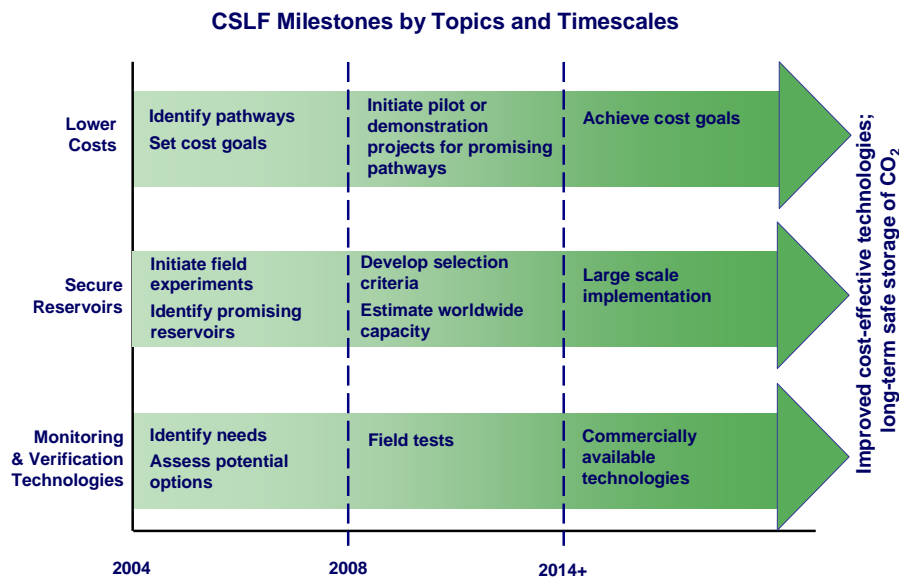 CSLF Milestones by Topics and Timescales
Lower
Costs
Identify pathways
Set cost goals
Initiate pilot or
demonstration
projects for promising
pathways
Achieve cost goals
Secure
Reservoirs
Initiate field
experiments
Identify promising
reservoirs
Develop selection
criteria
Estimate worldwide
capacity
Large scale
implementation
Monitoring
& Verification
Technologies
Identify needs
Assess potential
options
Field tests
Commercially
available
technologies
Improved cost-effective technologies;
long-term safe storage of CO₂
2004
2008
2014+